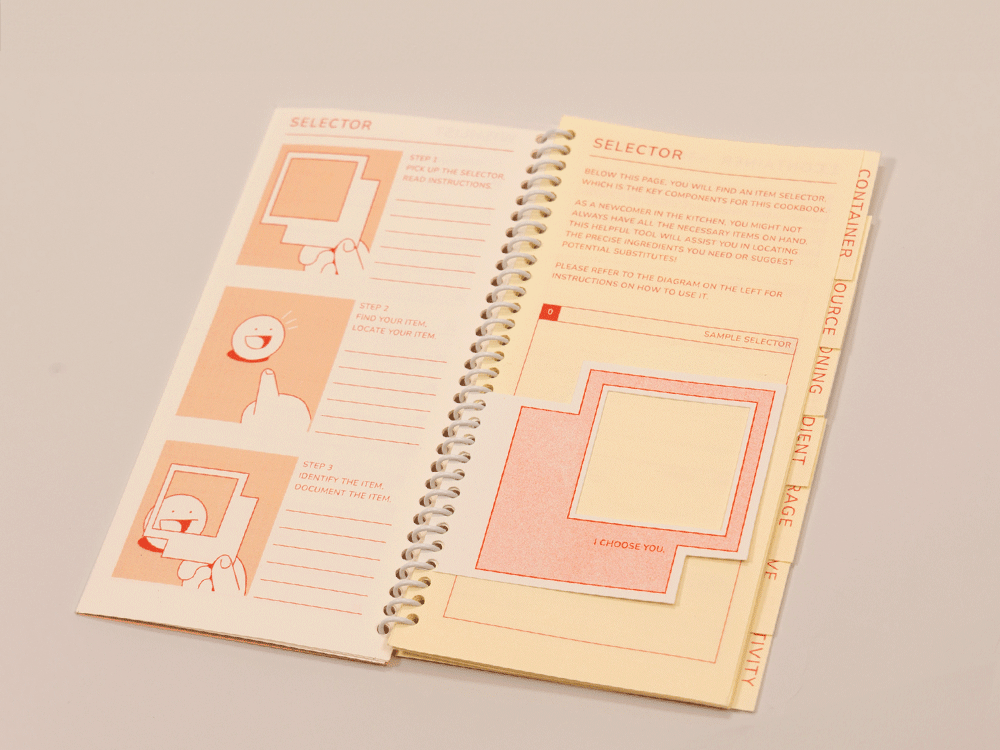 SELECTOR
STEP 1
PICK UP THE SELECTOR,
READ INSTRUCTIONS.
STEP 2
FIND YOUR ITEM,
LOCATE YOUR ITEM
STEP 3
IDENTIFY THE ITEM,
DOCUMENT THE ITEM.
SELECTOR
BELOW THIS PAGE, YOU WILL FIND AN ITEM SELECTOR,
WHICH IS THE KEY COMPONENTS FOR THIS COOKBOOK.
AS A NEWCOMER IN THE KITCHEN, YOU MIGHT NOT
ALWAYS HAVE ALL THE NECESSARY ITEMS ON HAND.
THIS HELPFUL TOOL WILL ASSIST YOU IN LOCATING
THE PRECISE INGREDIENTS YOU NEED OR SUGGEST
POTENTIAL SUBSTITUTES!
PLEASE REFER TO THE DIAGRAM ON THE LEFT FOR
INSTRUCTIONS ON HOW TO USE IT.
0
SAMPLE SELECTOR
I CHOOSE YOU.
CONTAINER
OURCE
ONING
DIENT
RAGE
VE
TIVITY